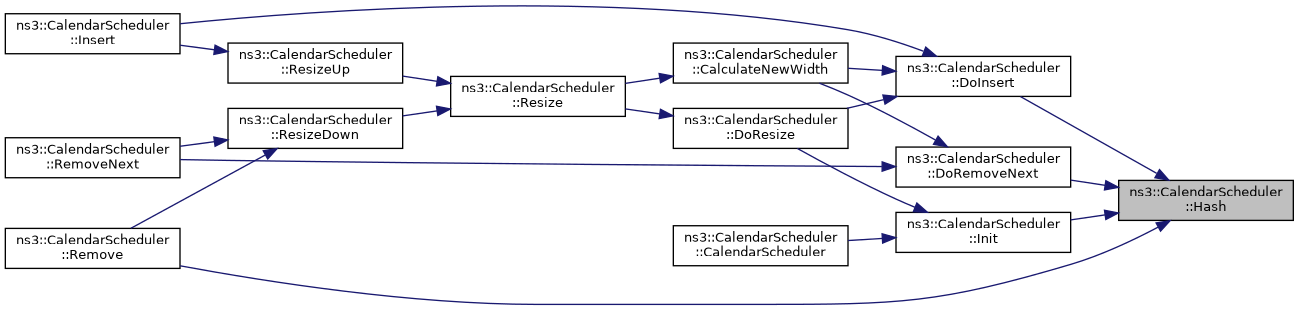 ns3::CalendarScheduler
::Insert
ns3::CalendarScheduler
::ResizeUp
ns3::CalendarScheduler
::CalculateNewWidth
ns3::CalendarScheduler
::DoInsert
ns3::CalendarScheduler
::Resize
ns3::CalendarScheduler
::ResizeDown
ns3::CalendarScheduler
::DoResize
ns3::CalendarScheduler
::RemoveNext
ns3::CalendarScheduler
::DoRemoveNext
ns3::CalendarScheduler
::Hash
ns3::CalendarScheduler
::Init
ns3::CalendarScheduler
::Remove
ns3::CalendarScheduler
::CalendarScheduler